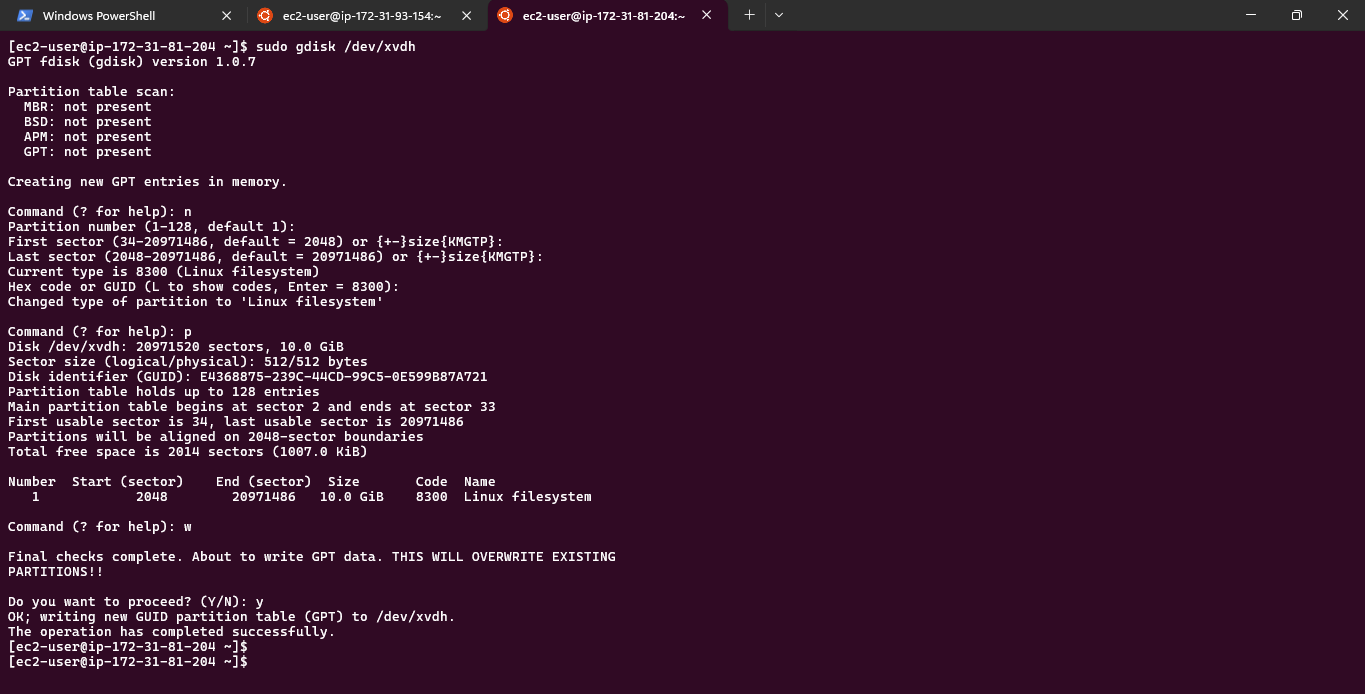 Windows PowerShell
ec2-user@ip-172-31-93-154:~
ec2-user@ip-172-31-81-204:~
[ec2-user@ip-172-31-81-204 ~]$ sudo gdisk /dev/xvdh
GPT fdisk (gdisk) version 1.0.7
Partition table scan:
MBR: not present
BSD: not present
APM: not present
GPT: not present
Creating new GPT entries in memory.
Command (? for help): n
Partition number (1-128, default 1):
First sector (34-20971486, default = 2048) or {+-}size{KMGTP}:
Last sector (2048-20971486, default = 20971486) or {+-}size{KMGTP}:
Current type is 8300 (Linux filesystem)
Hex code or GUID (L to show codes, Enter = 8300):
Changed type of partition to 'Linux filesystem'
Command (? for help): p
Disk /dev/xvdh: 20971520 sectors, 10.0 GiB
Sector size (logical/physical): 512/512 bytes
Disk identifier (GUID): E4368875-239C-44CD-99C5-0E599B87A721
Partition table holds up to 128 entries
Main partition table begins at sector 2 and ends at sector 33
First usable sector is 34, last usable sector is 20971486
Partitions will be aligned on 2048-sector boundaries
Total free space is 2014 sectors (1007.0 KiB)
Number  Start (sector)    End (sector)  Size       Code  Name
1            2048        20971486   10.0 GiB    8300  Linux filesystem
Command (? for help): w
Final checks complete. About to write GPT data. THIS WILL OVERWRITE EXISTING
PARTITIONS!!
Do you want to proceed? (Y/N): y
OK; writing new GUID partition table (GPT) to /dev/xvdh.
The operation has completed successfully.
[ec2-user@ip-172-31-81-204 ~]$
[ec2-user@ip-172-31-81-204 ~]$